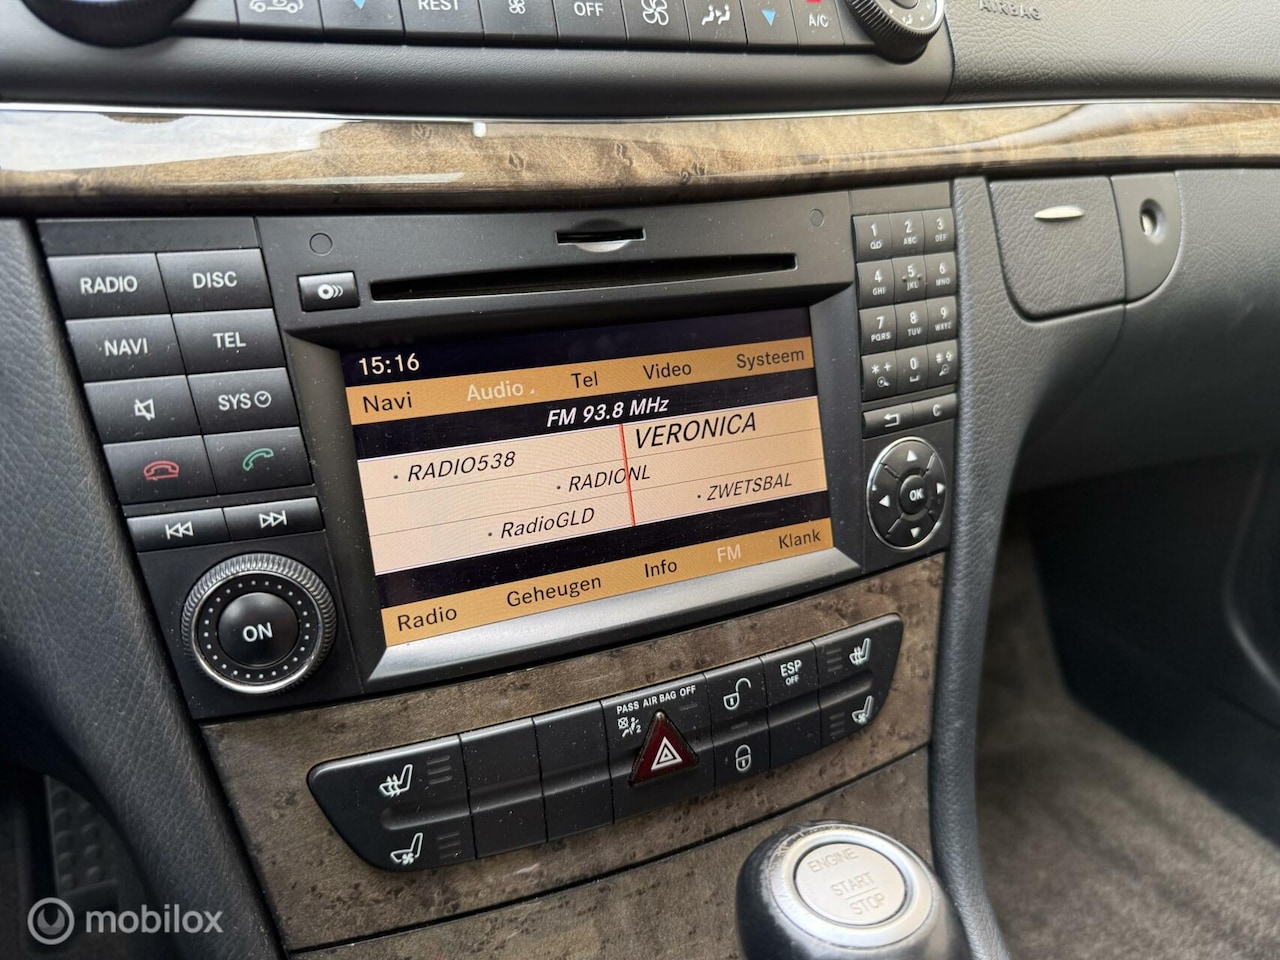 REST
OFF
A/C
AIRBAG
RADIO
DISC
NAVI
TEL
SYS
ON
15:16
Navi Audio Tel Video Systeem
FM 93.8 MHz
VERONICA
RADIO538
RADIONL
ZWETSBAL
RadioGLD
Radio Geheugen Info FM Klank
1 2 ABC 3 DEF
4 GHI 5 JKL 6 MNO
7 PQRS 8 TUV 9 WXYZ
* + 0 # ⇧
C
OK
PASS AIR BAG OFF
2
ESP
OFF
ENGINE
START
STOP
mobilox